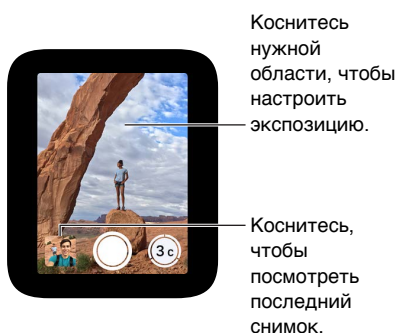 Коснитесь
нужной
области, чтобы
настроить
экспозицию.
3 с
Коснитесь,
чтобы
посмотреть
последний
снимок.